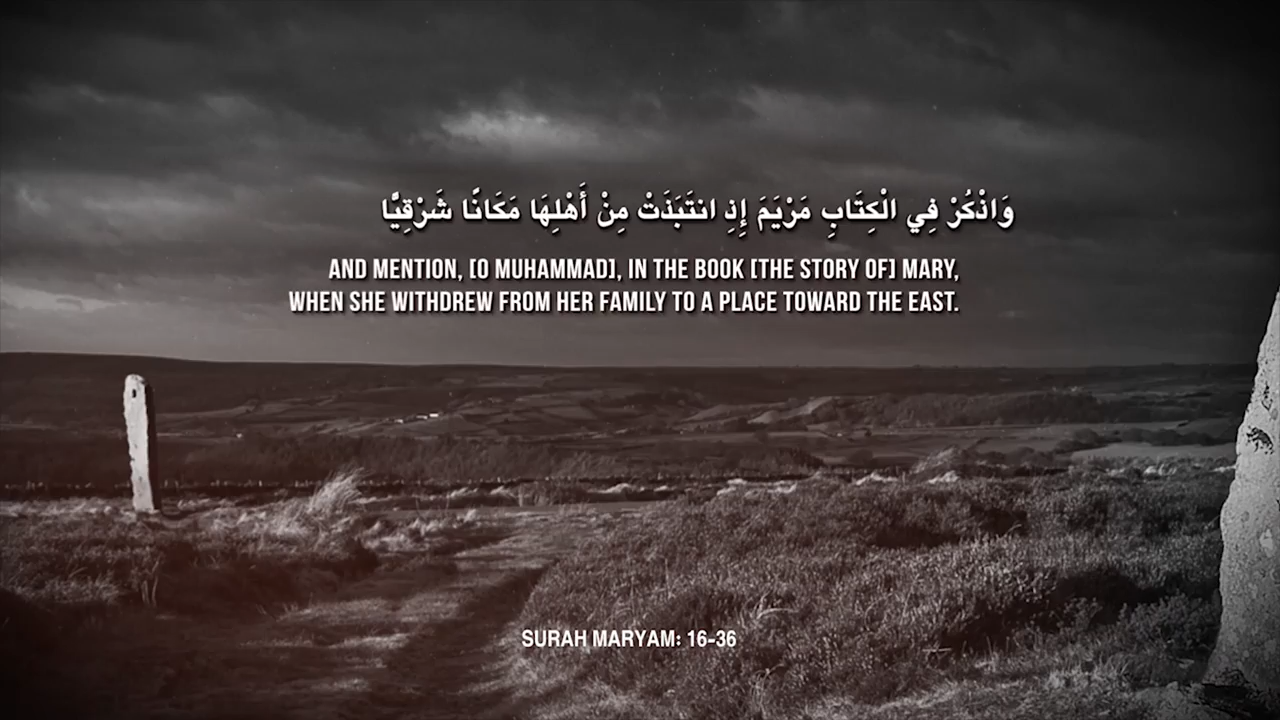 وَاذْكُرْ فِي الْكِتَابِ مَرْيَمَ إِذِ انتَبَذَتْ مِنْ أَهْلِهَا مَكَانًا شَرْقِيًّا
AND MENTION, [O MUHAMMAD], IN THE BOOK [THE STORY OF] MARY,
WHEN SHE WITHDREW FROM HER FAMILY TO A PLACE TOWARD THE EAST.
SURAH MARYAM: 16-36